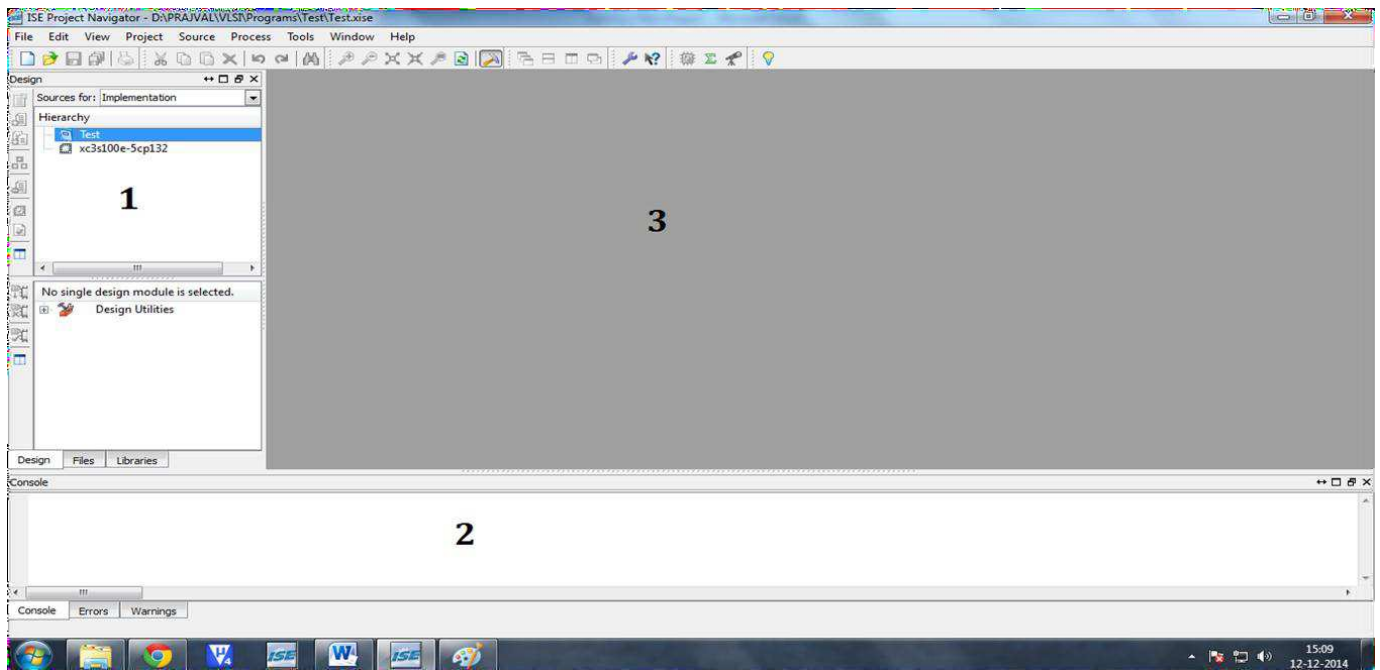 ISE Project Navigator - D:\PRAJVAL\VLSI\Programs\Test\Test.xise
File Edit View Project Source Process Tools Window Help
Design
Sources for: Implementation
Hierarchy
Test
xc3s100e-5cp132
1
3
No single design module is selected.
Design Utilities
Design Files Libraries
Console
2
Console Errors Warnings
ISE W ISE
15:09
12-12-2014